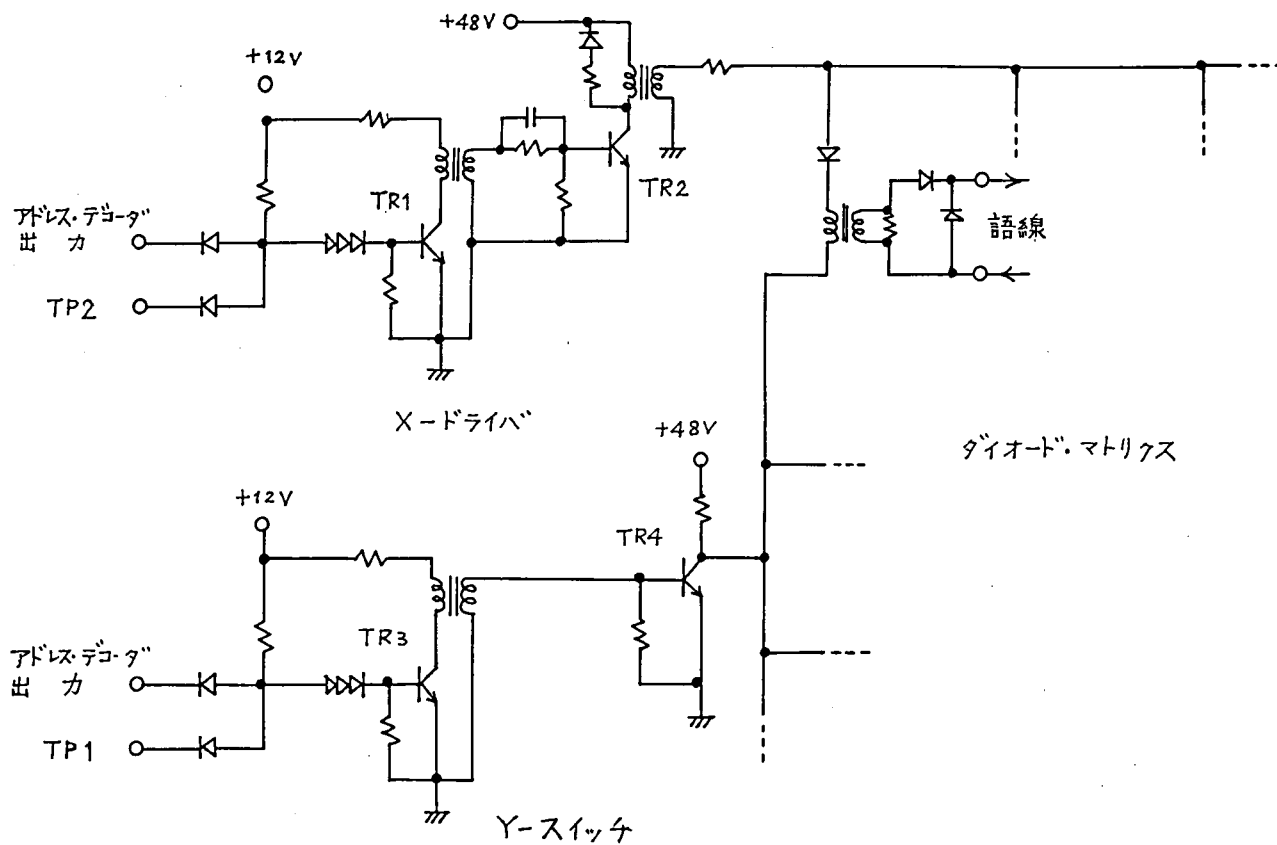 +48V
+12V
TR1
TR2
アドレス・デコーダ
出 力
TP2
語線
X-ドライバ
+48V
ダイオード・マトリクス
+12V
TR4
TR3
アドレス・デコーダ
出 力
TP1
Y-スイッチ